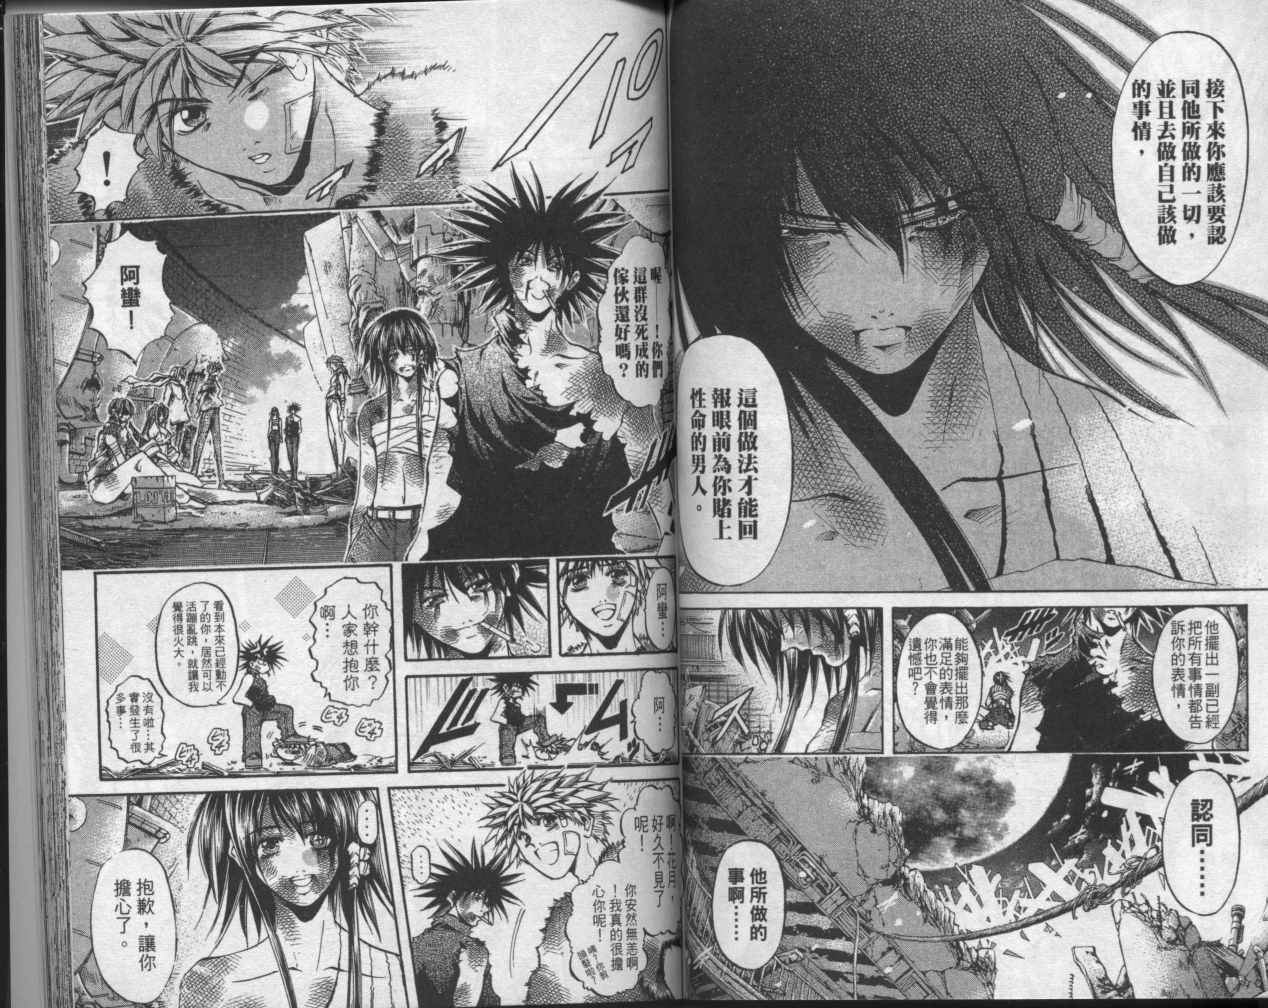 接下來你應該要認
同他所做的一切，
並且去做自己該做
的事情，
這個做法才能回
報眼前為你賭上
性命的男人。
他擺出一副已經
把所有事情都告
訴你的表情，
能夠擺出那麼
滿足的表情，
你也不會覺得
遺憾吧？
認同……
他所做的
事啊……
！
喔！你們
這群沒死成的
傢伙還好嗎？
阿蠻！
阿蠻…
阿…
你幹什麼？
人家想抱你
啊…
看到本來已經動不
了的你，居然可以
活蹦亂跳，就讓我
覺得很火大。
沒有啦…其
實發生了很
多事…
啊，花月，
好久不見了
呢！
你安然無恙啊
！我真的很擔
心你呢！
……
……
抱歉，讓你
擔心了。